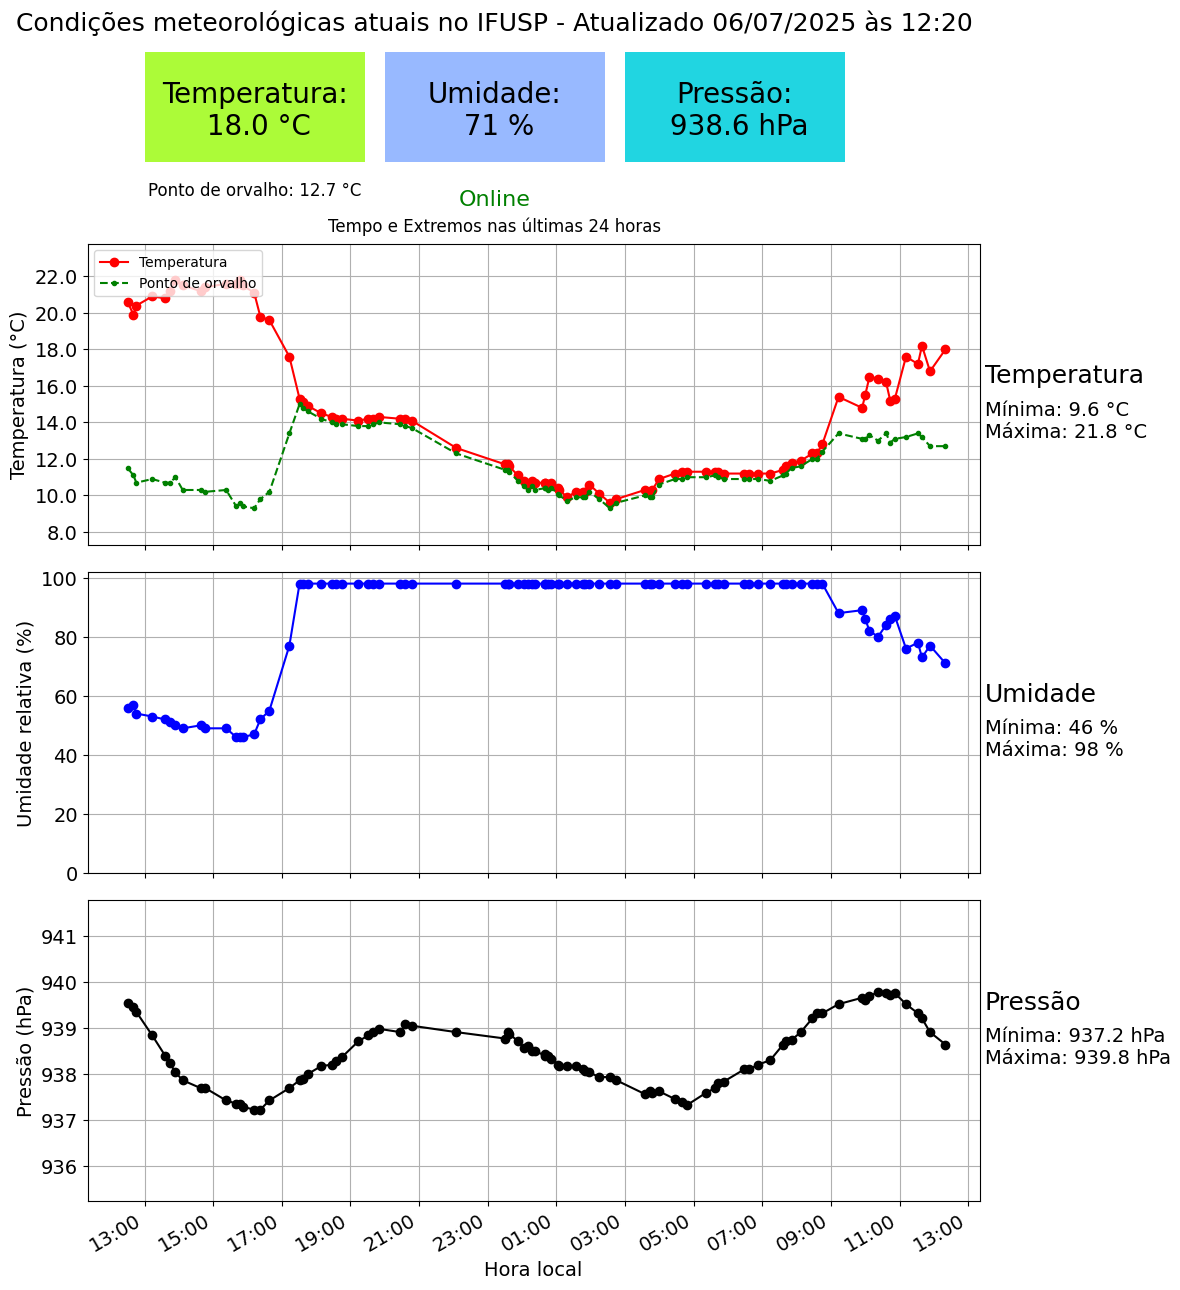 Condições meteorológicas atuais no IFUSP - Atualizado 06/07/2025 às 12:20
Temperatura:
18.0 °C
Umidade:
71 %
Pressão:
938.6 hPa
Ponto de orvalho: 12.7 °C
Online
Tempo e Extremos nas últimas 24 horas
Temperatura
Ponto de orvalho
Temperatura (°C)
22.0
20.0
18.0
16.0
14.0
12.0
10.0
8.0
Temperatura
Mínima: 9.6 °C
Máxima: 21.8 °C
Umidade relativa (%)
100
80
60
40
20
0
Umidade
Mínima: 46 %
Máxima: 98 %
Pressão (hPa)
941
940
939
938
937
936
Pressão
Mínima: 937.2 hPa
Máxima: 939.8 hPa
13:00 15:00 17:00 19:00 21:00 23:00 01:00 03:00 05:00 07:00 09:00 11:00 13:00
Hora local